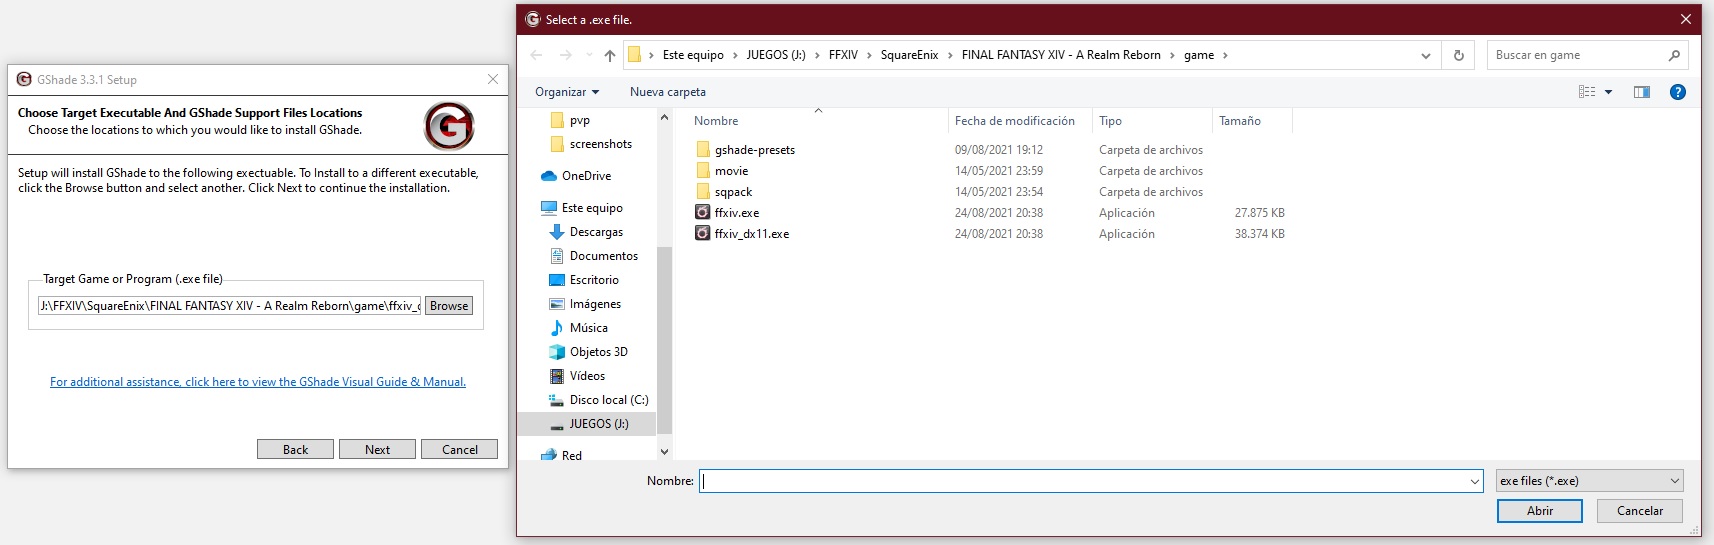 GShade 3.3.1 Setup
Choose Target Executable And GShade Support Files Locations
Choose the locations to which you would like to install GShade.
Setup will install GShade to the following exectuable. To Install to a different executable,
click the Browse button and select another. Click Next to continue the installation.
Target Game or Program (.exe file)
J:\FFXIV\SquareEnix\FINAL FANTASY XIV - A Realm Reborn\game\ffxiv_d Browse
For additional assistance, click here to view the GShade Visual Guide & Manual.
Back Next Cancel
Select a .exe file.
Este equipo > JUEGOS (J:) > FFXIV > SquareEnix > FINAL FANTASY XIV - A Realm Reborn > game > Buscar en game
Organizar Nueva carpeta
pvp
screenshots
OneDrive
Este equipo
Descargas
Documentos
Escritorio
Imágenes
Música
Objetos 3D
Vídeos
Disco local (C:)
JUEGOS (J:)
Red
Nombre Fecha de modificación Tipo Tamaño
gshade-presets 09/08/2021 19:12 Carpeta de archivos
movie 14/05/2021 23:59 Carpeta de archivos
sqpack 14/05/2021 23:54 Carpeta de archivos
ffxiv.exe 24/08/2021 20:38 Aplicación 27.875 KB
ffxiv_dx11.exe 24/08/2021 20:38 Aplicación 38.374 KB
Nombre: exe files (*.exe)
Abrir Cancelar